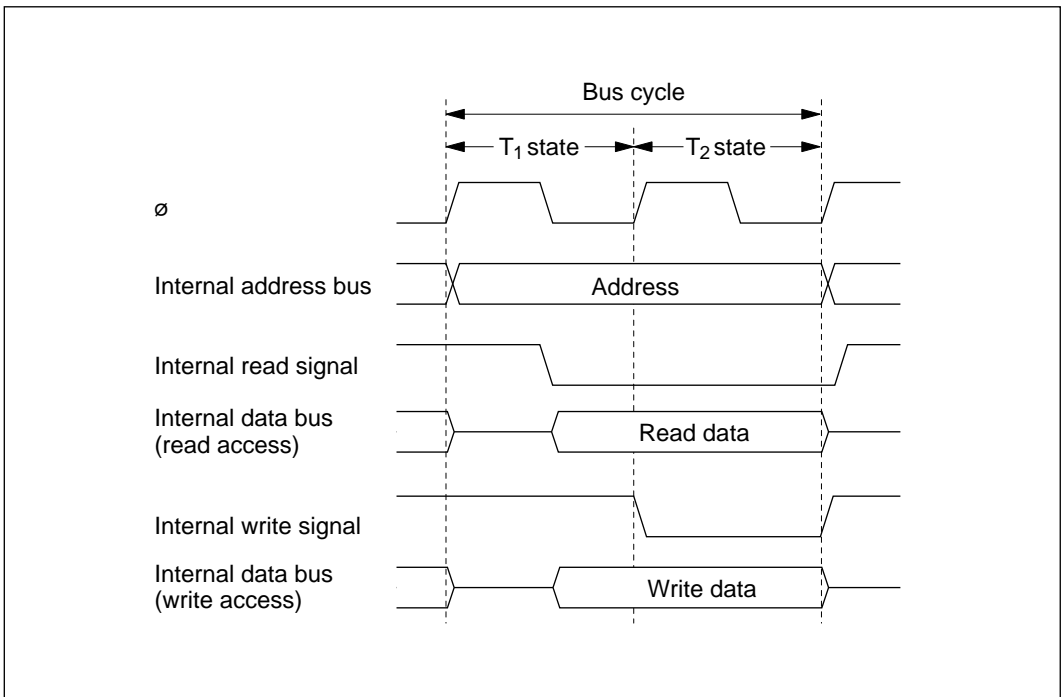 Bus cycle
T₁ state
T₂ state
ø
Internal address bus
Address
Internal read signal
Internal data bus
(read access)
Read data
Internal write signal
Internal data bus
(write access)
Write data